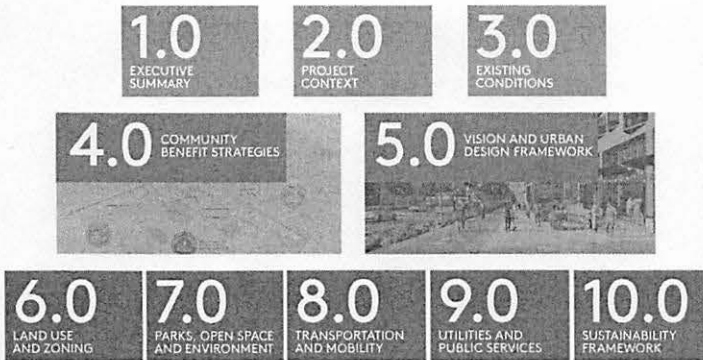 1.0
EXECUTIVE
SUMMARY
2.0
PROJECT
CONTEXT
3.0
EXISTING
CONDITIONS
4.0
COMMUNITY
BENEFIT STRATEGIES
5.0
VISION AND URBAN
DESIGN FRAMEWORK
6.0
LAND USE
AND ZONING
7.0
PARKS, OPEN SPACE
AND ENVIRONMENT
8.0
TRANSPORTATION
AND MOBILITY
9.0
UTILITIES AND
PUBLIC SERVICES
10.0
SUSTAINABILITY
FRAMEWORK